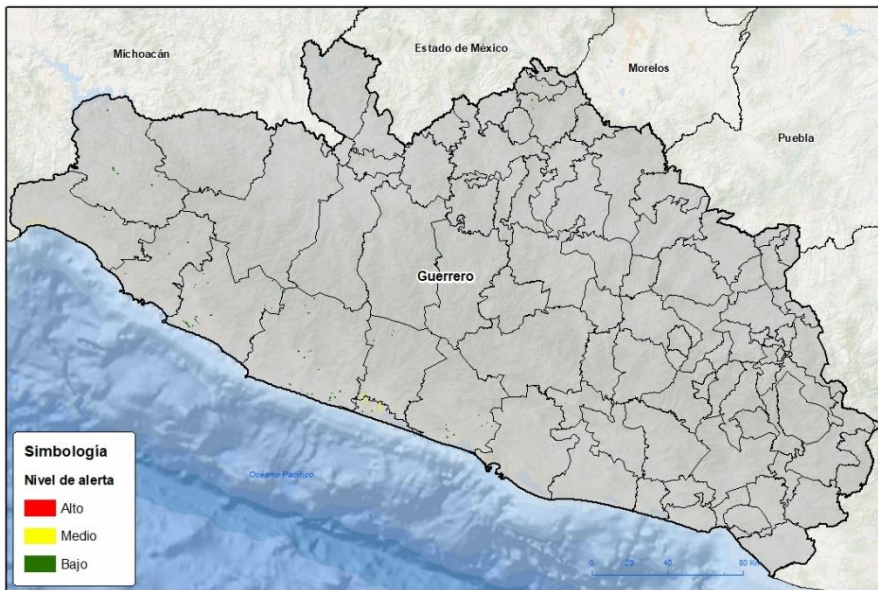 Michoacán
Estado de México
Morelos
Puebla
Guerrero
Océano Pacífico
Simbología
Nivel de alerta
Alto
Medio
Bajo
0 20 40 80 Km